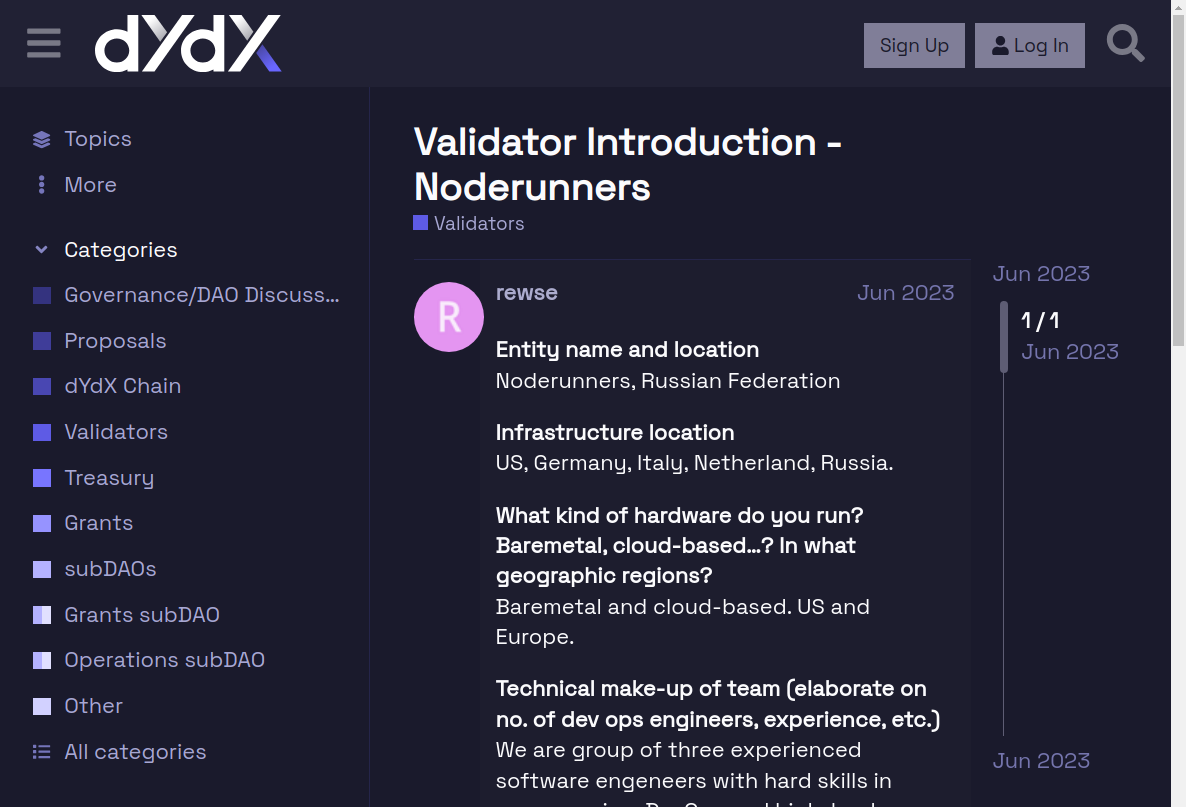 dYdX
Sign Up
Log In
Topics
More
Categories
Governance/DAO Discuss...
Proposals
dYdX Chain
Validators
Treasury
Grants
subDAOs
Grants subDAO
Operations subDAO
Other
All categories
Validator Introduction -
Noderunners
Validators
R
rewse
Jun 2023
Entity name and location
Noderunners, Russian Federation
Infrastructure location
US, Germany, Italy, Netherland, Russia.
What kind of hardware do you run?
Baremetal, cloud-based…? In what
geographic regions?
Baremetal and cloud-based. US and
Europe.
Technical make-up of team (elaborate on
no. of dev ops engineers, experience, etc.)
We are group of three experienced
software engeneers with hard skills in
Jun 2023
1 / 1
Jun 2023
Jun 2023